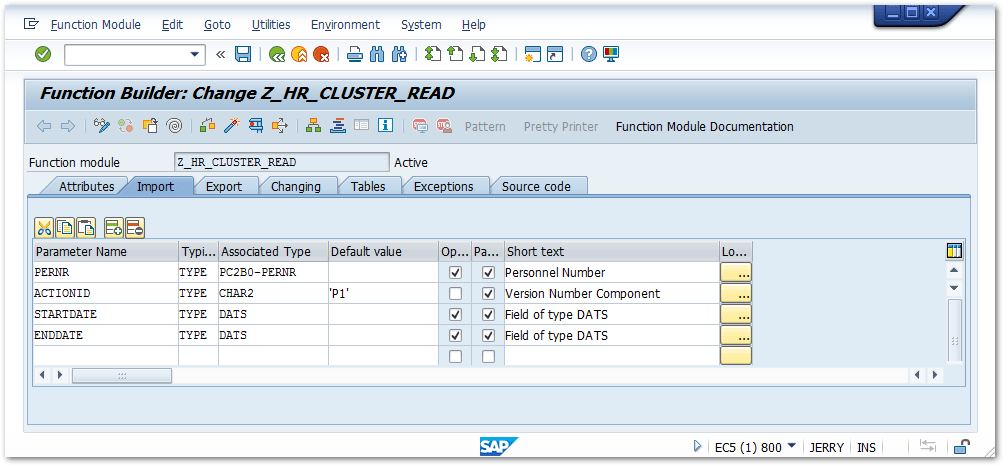 Function Module Edit Goto Utilities Environment System Help
Function Builder: Change Z_HR_CLUSTER_READ
Pattern Pretty Printer Function Module Documentation
Function module Z_HR_CLUSTER_READ Active
Attributes Import Export Changing Tables Exceptions Source code
Parameter Name Typi... Associated Type Default value Op... Pa... Short text Lo...
PERNR TYPE PC2B0-PERNR Personnel Number ...
ACTIONID TYPE CHAR2 'P1' Version Number Component ...
STARTDATE TYPE DATS Field of type DATS ...
ENDDATE TYPE DATS Field of type DATS ...
SAP EC5 (1) 800 JERRY INS